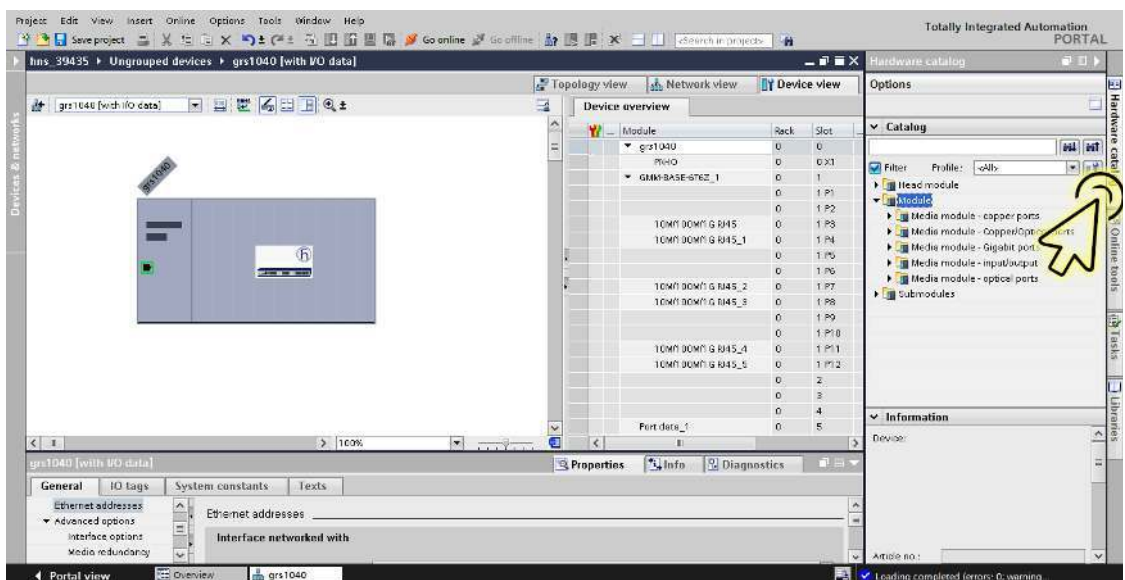 Project Edit View Insert Online Options Tools Window Help
Totally Integrated Automation
PORTAL
Save project
Go online
Go offline
<Search in project>
hns_39435 ▸ Ungrouped devices ▸ grs1040 [with I/O data]
Hardware catalog
Topology view
Network view
Device view
Options
grs1040 [with I/O data]
Device overview
Module Rack Slot
grs1040 0 0
PN-IO 0 0 X1
GMM-BASE-6T6Z_1 0 1
0 1 P1
0 1 P2
10M/100M/1G RJ45 0 1 P3
10M/100M/1G RJ45_1 0 1 P4
0 1 P5
0 1 P6
10M/100M/1G RJ45_2 0 1 P7
10M/100M/1G RJ45_3 0 1 P8
0 1 P9
0 1 P10
10M/100M/1G RJ45_4 0 1 P11
10M/100M/1G RJ45_5 0 1 P12
0 2
0 3
0 4
Port data_1 0 5
grs1040
100%
Catalog
Filter Profile: <All>
Head module
Module
Media module - copper ports
Media module - Copper/Optical ports
Media module - Gigabit ports
Media module - input/output
Media module - optical ports
Submodules
Information
Device:
Article no.:
Devices & networks
Hardware catal
Online tools
Tasks
Libraries
grs1040 [with I/O data]
Properties
Info
Diagnostics
General IO tags System constants Texts
Ethernet addresses
Advanced options
Interface options
Media redundancy
Ethernet addresses
Interface networked with
Portal view
Overview
grs1040
Loading completed (errors: 0; warning